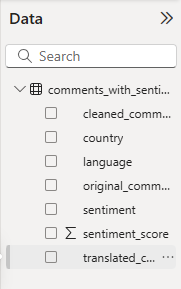 Data
Search
comments_with_senti...
cleaned_comm...
country
language
original_comm...
sentiment
∑ sentiment_score
translated_c... ...